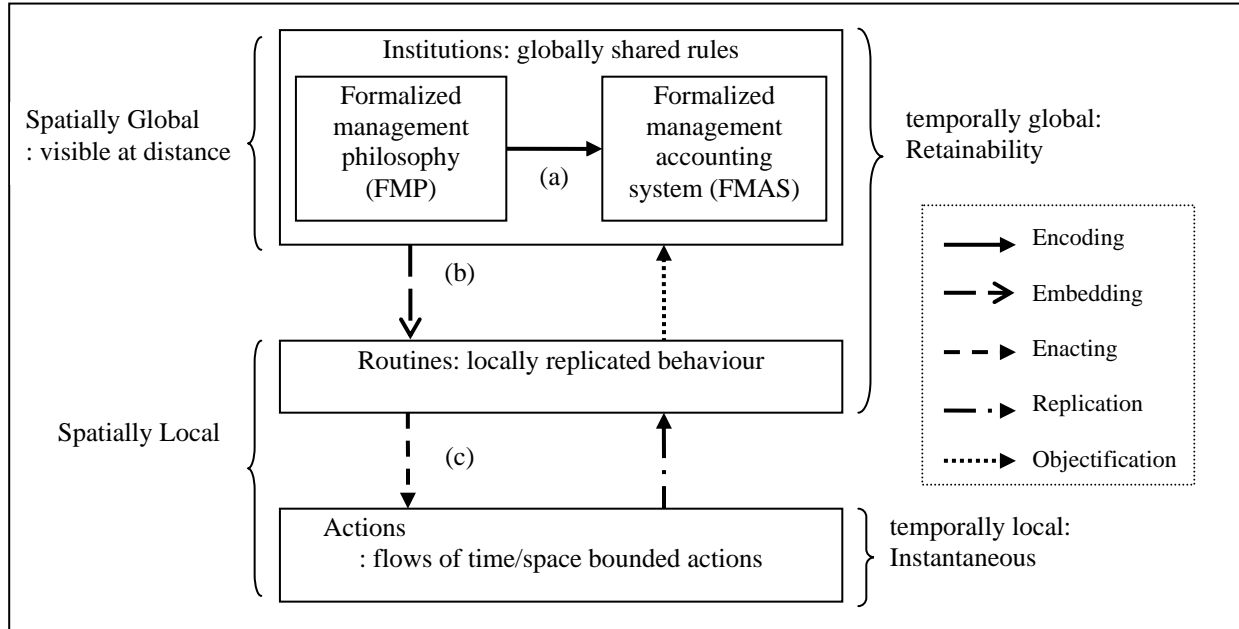 Institutions: globally shared rules
Formalized
management
philosophy
(FMP)
(a)
Formalized
management
accounting
system (FMAS)
Spatially Global
: visible at distance
temporally global:
Retainability
(b)
Routines: locally replicated behaviour
Spatially Local
(c)
Actions
: flows of time/space bounded actions
temporally local:
Instantaneous
Encoding
Embedding
Enacting
Replication
Objectification